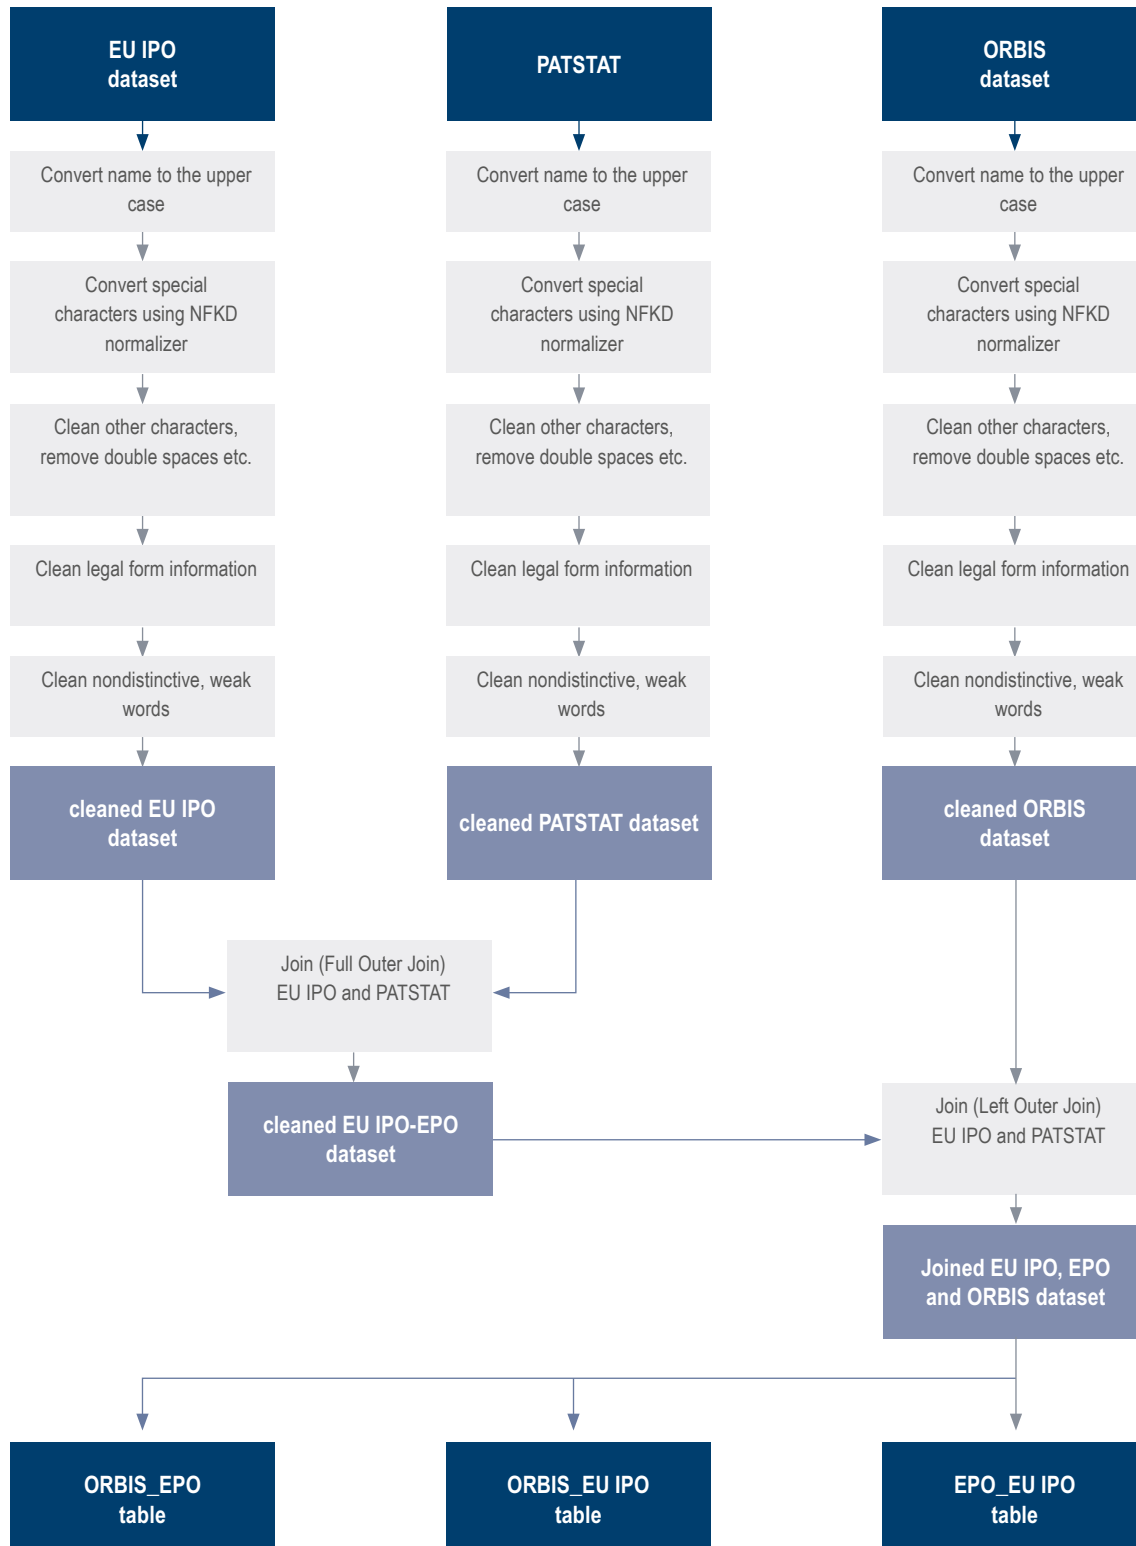 EU IPO
dataset
PATSTAT
ORBIS
dataset
Convert name to the upper
case
Convert name to the upper
case
Convert name to the upper
case
Convert special
characters using NFKD
normalizer
Convert special
characters using NFKD
normalizer
Convert special
characters using NFKD
normalizer
Clean other characters,
remove double spaces etc.
Clean other characters,
remove double spaces etc.
Clean other characters,
remove double spaces etc.
Clean legal form information
Clean legal form information
Clean legal form information
Clean nondistinctive, weak
words
Clean nondistinctive, weak
words
Clean nondistinctive, weak
words
cleaned EU IPO
dataset
cleaned PATSTAT dataset
cleaned ORBIS
dataset
Join (Full Outer Join)
EU IPO and PATSTAT
cleaned EU IPO-EPO
dataset
Join (Left Outer Join)
EU IPO and PATSTAT
Joined EU IPO, EPO
and ORBIS dataset
ORBIS_EPO
table
ORBIS_EU IPO
table
EPO_EU IPO
table